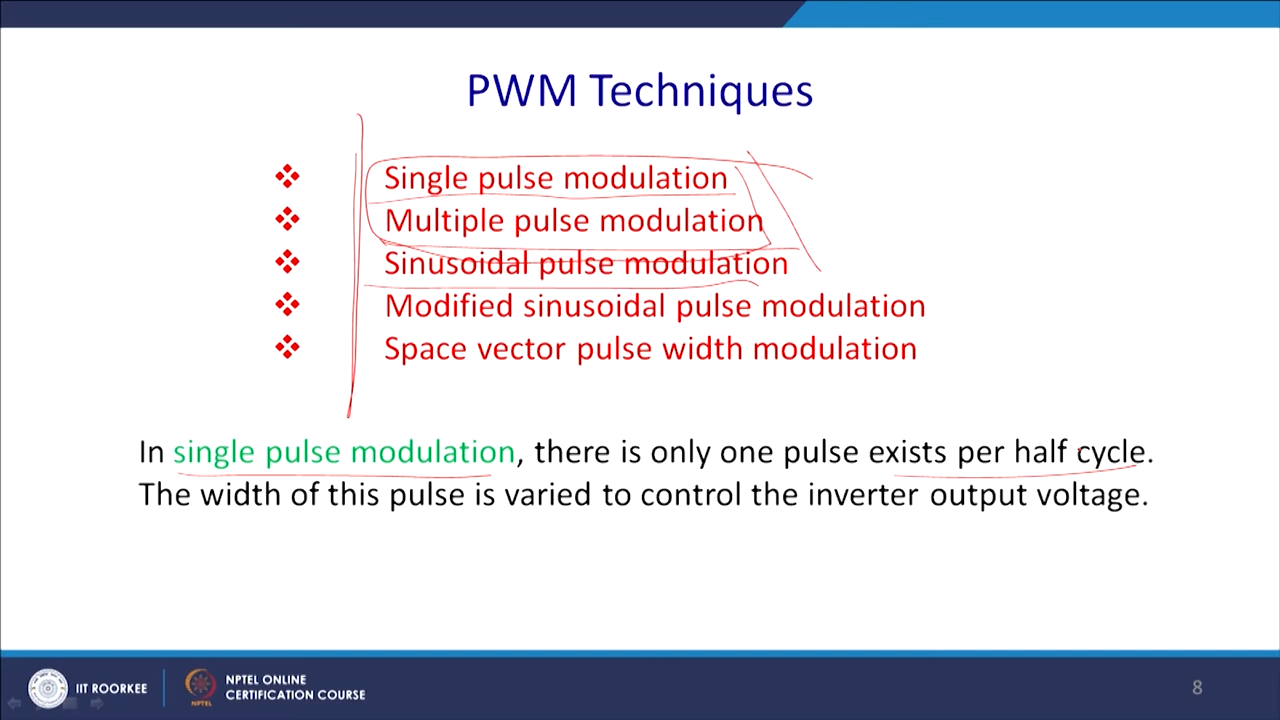 PWM Techniques
❖ Single pulse modulation
❖ Multiple pulse modulation
❖ Sinusoidal pulse modulation
❖ Modified sinusoidal pulse modulation
❖ Space vector pulse width modulation
In single pulse modulation, there is only one pulse exists per half cycle.
The width of this pulse is varied to control the inverter output voltage.
IIT ROORKEE
NPTEL
NPTEL ONLINE
CERTIFICATION COURSE
8